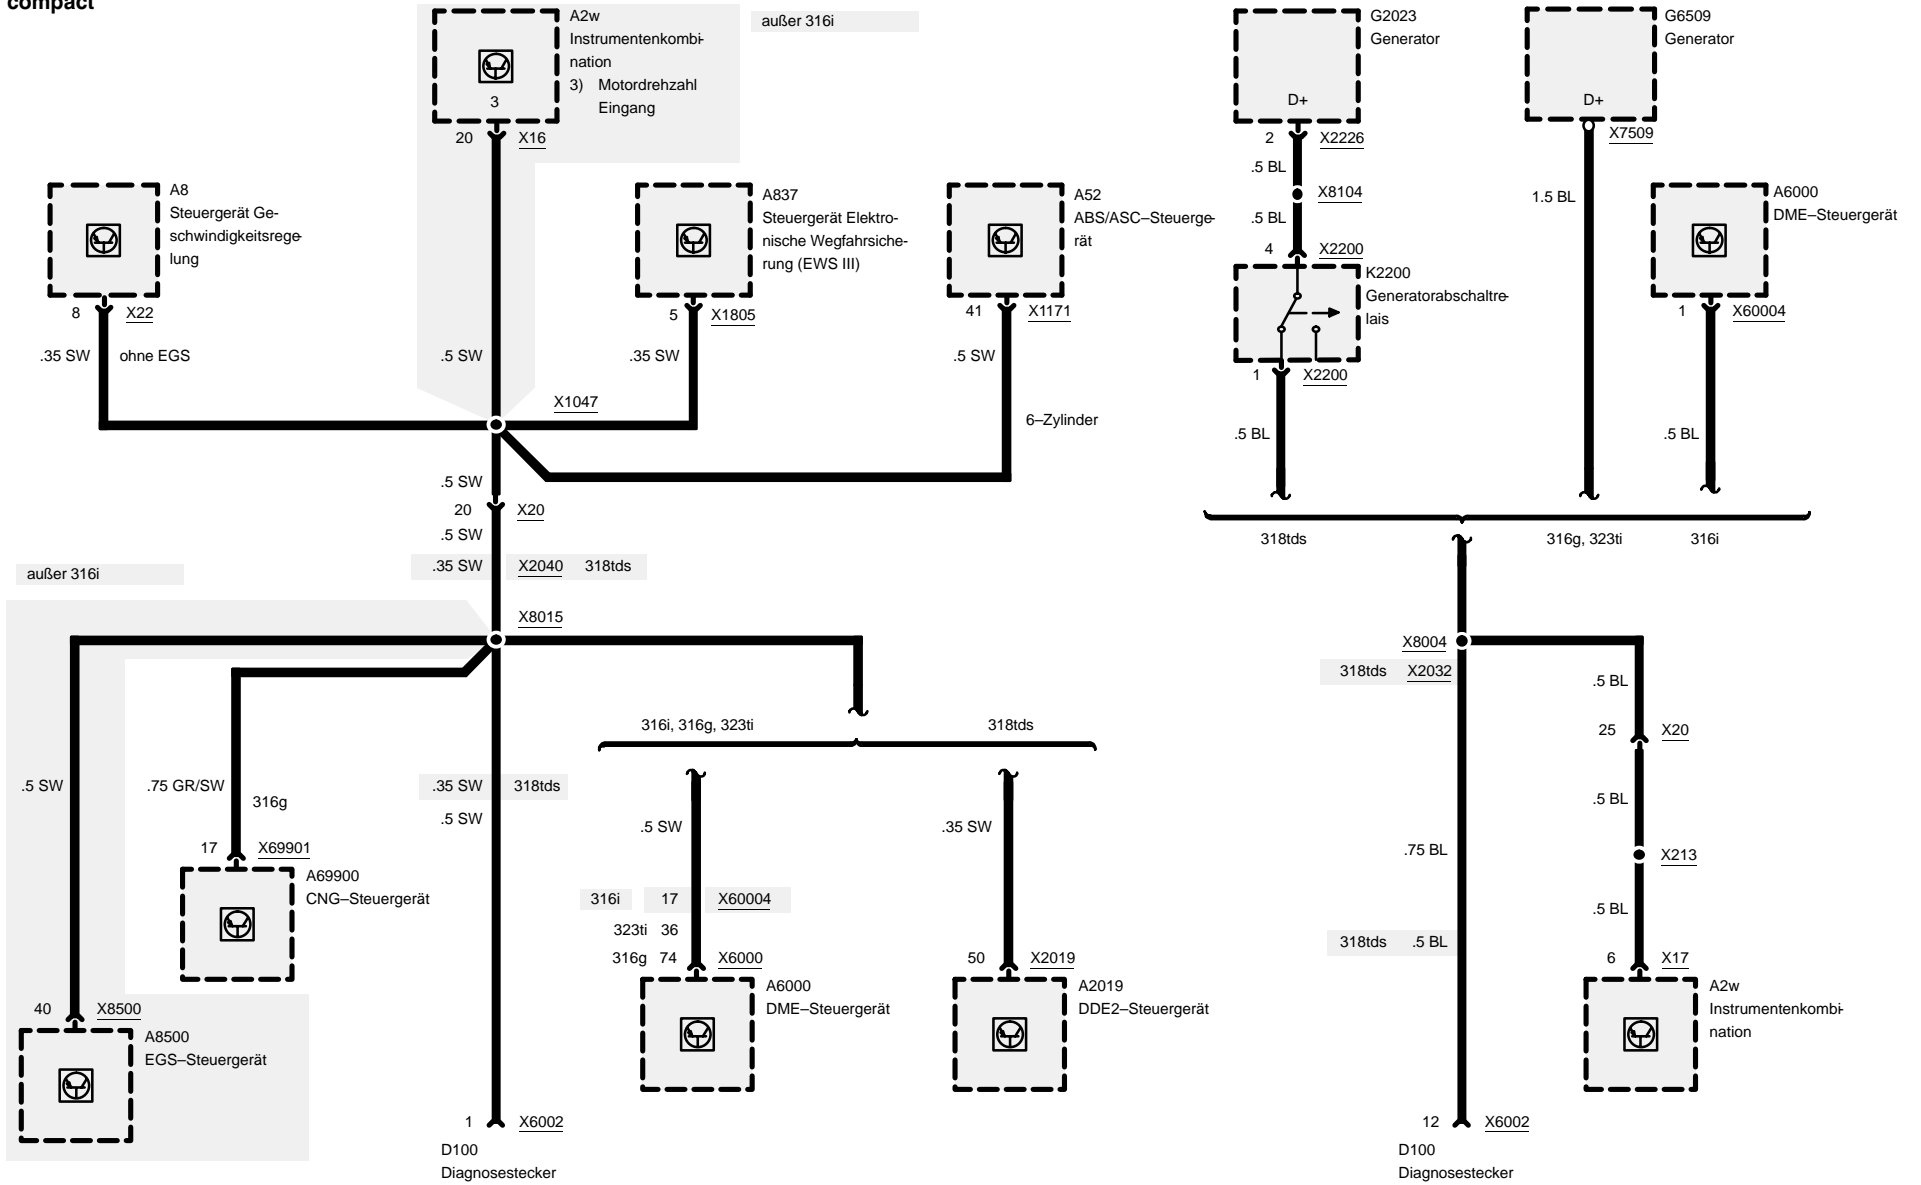 compact
A2w
Instrumentenkombi-
nation
3) Motordrehzahl
Eingang
3
20 X16
außer 316i
G2023
Generator
D+
2 X2226
.5 BL
X8104
.5 BL
4 X2200
K2200
Generatorabschaltre-
lais
1 X2200
.5 BL
G6509
Generator
D+
X7509
1.5 BL
A6000
DME–Steuergerät
1 X60004
.5 BL
A8
Steuergerät Ge-
schwindigkeitsrege-
lung
8 X22
.35 SW ohne EGS
.5 SW
A837
Steuergerät Elektro-
nische Wegfahrsiche-
rung (EWS III)
5 X1805
.35 SW
A52
ABS/ASC–Steuerge-
rät
41 X1171
.5 SW
X1047
6–Zylinder
.5 SW
20 X20
.5 SW
.35 SW X2040 318tds
außer 316i
X8015
318tds
316g, 323ti
316i
X8004
318tds X2032
.5 BL
25 X20
.5 BL
X213
.5 BL
.75 BL
318tds .5 BL
6 X17
A2w
Instrumentenkombi-
nation
12 X6002
D100
Diagnosestecker
316i, 316g, 323ti
318tds
.5 SW
.75 GR/SW
316g
17 X69901
A69900
CNG–Steuergerät
.35 SW 318tds
.5 SW
.5 SW
.35 SW
316i 17 X60004
323ti 36
316g 74 X6000
A6000
DME–Steuergerät
50 X2019
A2019
DDE2–Steuergerät
40 X8500
A8500
EGS–Steuergerät
1 X6002
D100
Diagnosestecker